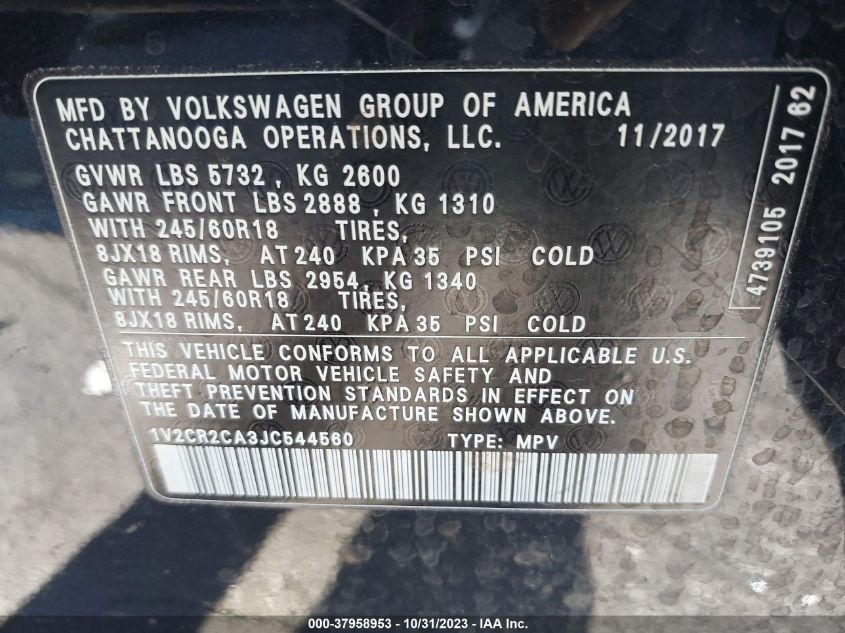 MFD BY VOLKSWAGEN GROUP OF AMERICA
CHATTANOOGA OPERATIONS, LLC. 11/2017
GVWR LBS 5732 , KG 2600
GAWR FRONT LBS 2888 , KG 1310
WITH 245/60R18 TIRES,
8JX18 RIMS, AT 240 KPA 35 PSI COLD
GAWR REAR LBS 2954 , KG 1340
WITH 245/60R18 TIRES,
8JX18 RIMS, AT 240 KPA 35 PSI COLD
THIS VEHICLE CONFORMS TO ALL APPLICABLE U.S.
FEDERAL MOTOR VEHICLE SAFETY AND
THEFT PREVENTION STANDARDS IN EFFECT ON
THE DATE OF MANUFACTURE SHOWN ABOVE.
1V2CR2CA3JC544560 TYPE: MPV
4739105 2017 62
000-37958953 - 10/31/2023 - IAA Inc.